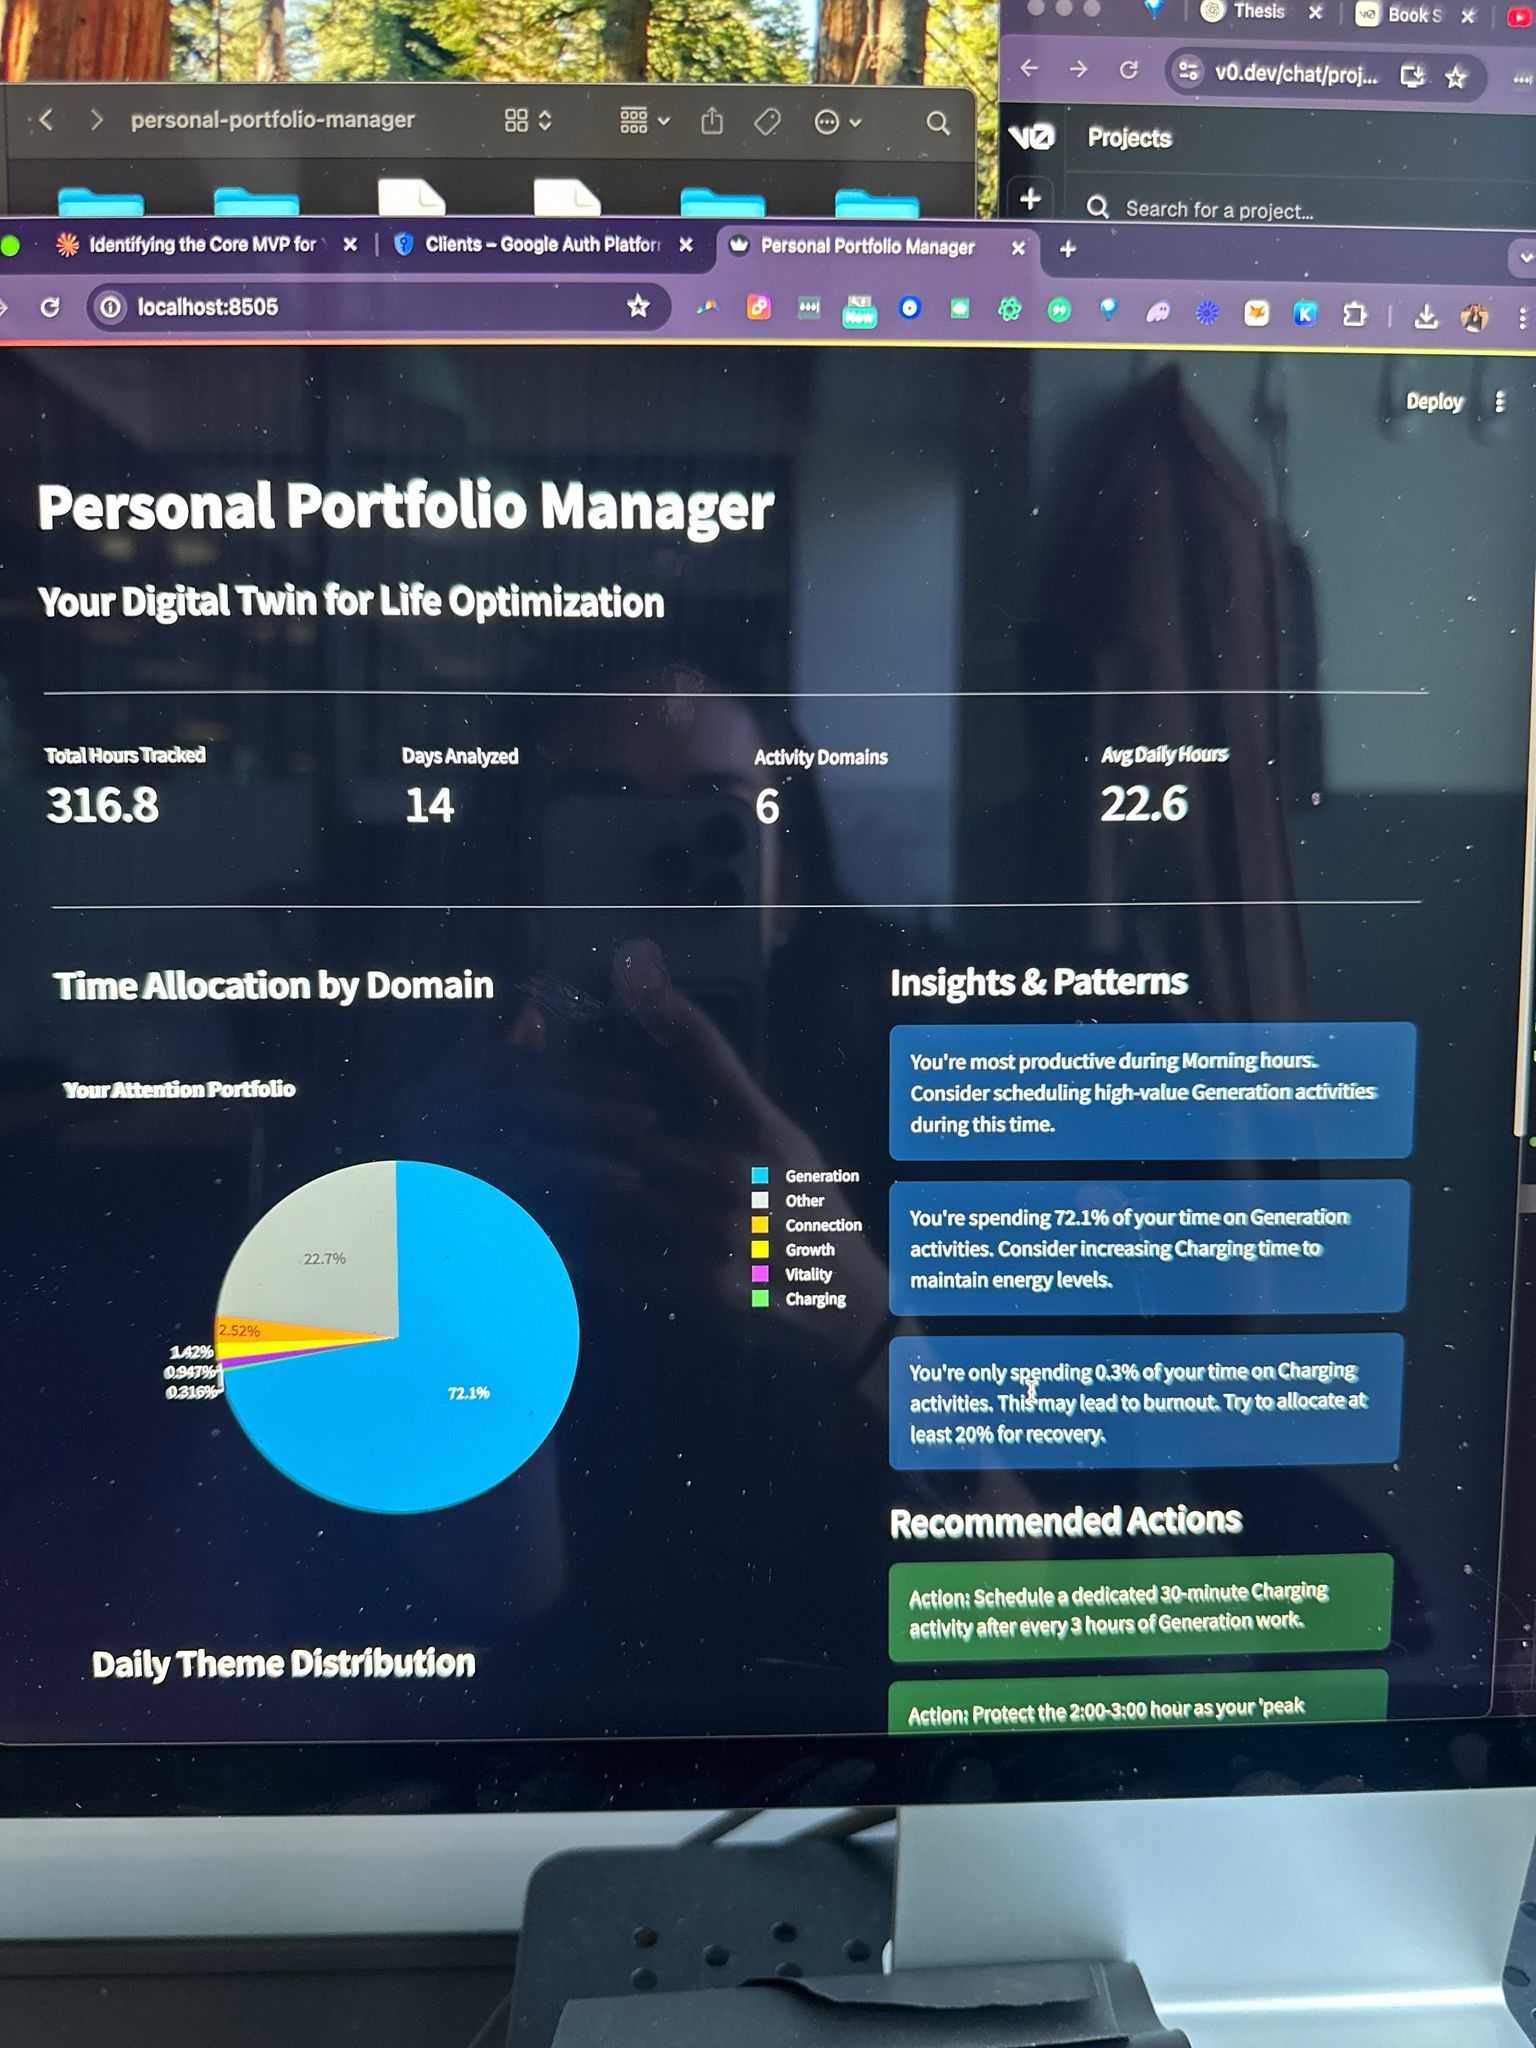 Thesis
Book S
v0.dev/chat/proj...
personal-portfolio-manager
v0
Projects
Search for a project...
Identifying the Core MVP for
Clients – Google Auth Platfor
Personal Portfolio Manager
localhost:8505
New
K
Deploy
Personal Portfolio Manager
Your Digital Twin for Life Optimization
Total Hours Tracked
316.8
Days Analyzed
14
Activity Domains
6
Avg Daily Hours
22.6
Time Allocation by Domain
Your Attention Portfolio
22.7%
2.52%
1.42%
0.947%
0.316%
72.1%
Generation
Other
Connection
Growth
Vitality
Charging
Daily Theme Distribution
Insights & Patterns
You're most productive during Morning hours.
Consider scheduling high-value Generation activities
during this time.
You're spending 72.1% of your time on Generation
activities. Consider increasing Charging time to
maintain energy levels.
You're only spending 0.3% of your time on Charging
activities. This may lead to burnout. Try to allocate at
least 20% for recovery.
Recommended Actions
Action: Schedule a dedicated 30-minute Charging
activity after every 3 hours of Generation work.
Action: Protect the 2:00-3:00 hour as your 'peak